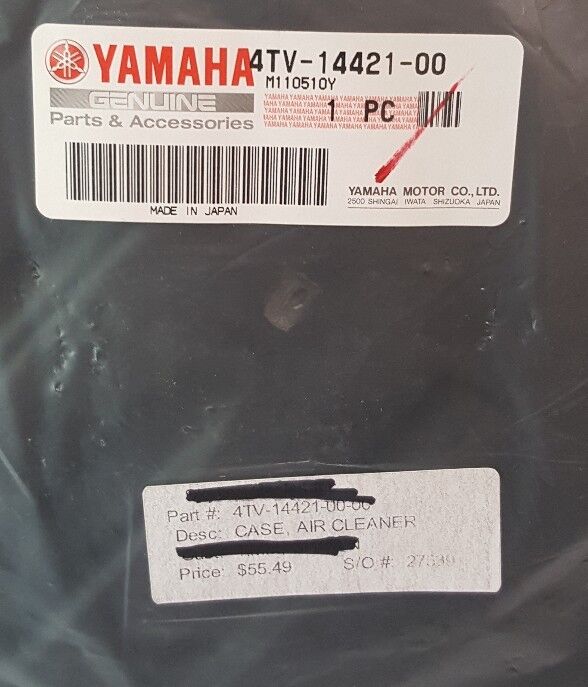 YAMAHA 4TV-14421-00
M110510Y
GENUINE
Parts & Accessories
1 PC
MADE IN JAPAN
YAMAHA MOTOR CO., LTD.
2500 SHINGAI IWATA SHIZUOKA JAPAN
Part #: 4TV-14421-00-00
Desc: CASE, AIR CLEANER
Price: $55.49 S/O #: